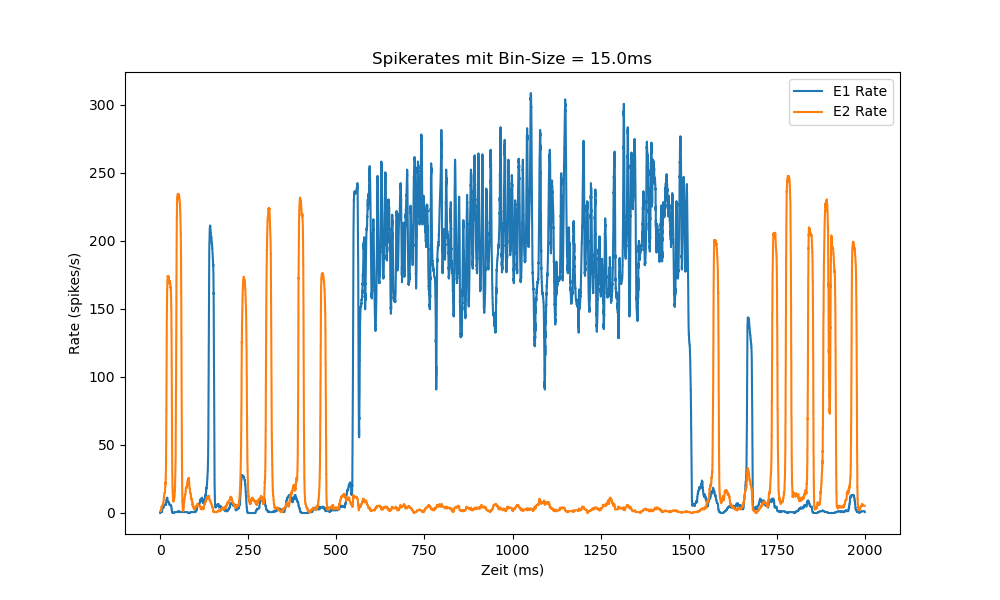 Spikerates mit Bin-Size = 15.0ms
E1 Rate
E2 Rate
300
250
200
150
100
50
0
Rate (spikes/s)
0 250 500 750 1000 1250 1500 1750 2000
Zeit (ms)